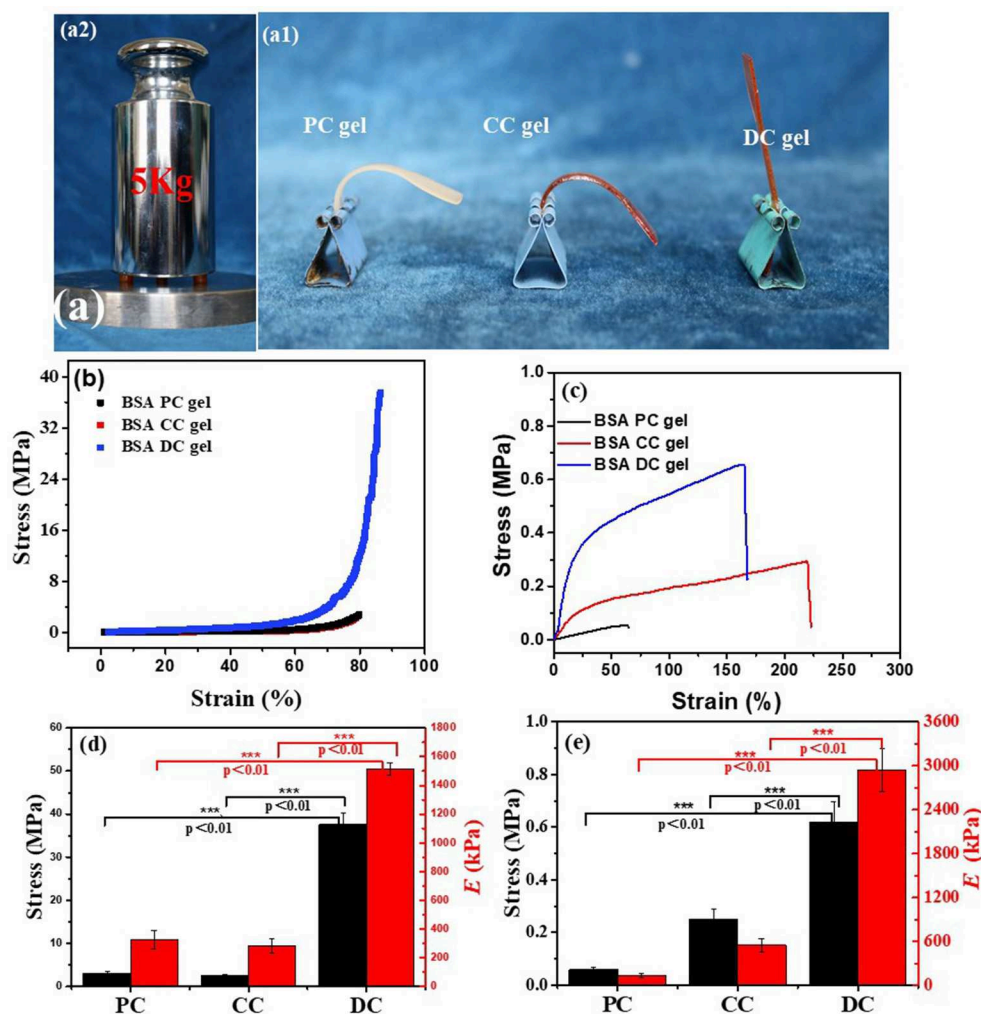 (a2)
5Kg
(a)
(a1)
PC gel
CC gel
DC gel
(b)
BSA PC gel
BSA CC gel
BSA DC gel
Stress (MPa)
40
32
24
16
8
0
0
20
40
60
80
100
Strain (%)
(c)
BSA PC gel
BSA CC gel
BSA DC gel
Stress (MPa)
1.0
0.8
0.6
0.4
0.2
0.0
0
50
100
150
200
250
300
Strain (%)
(d)
Stress (MPa)
60
50
40
30
20
10
0
***
p<0.01
***
p<0.01
***
p<0.01
***
p<0.01
1800
1600
1400
1200
1000
800
600
400
200
0
E (kPa)
PC
CC
DC
(e)
Stress (MPa)
1.0
0.8
0.6
0.4
0.2
0.0
***
p<0.01
***
p<0.01
***
p<0.01
***
p<0.01
3600
3000
2400
1800
1200
600
0
E (kPa)
PC
CC
DC